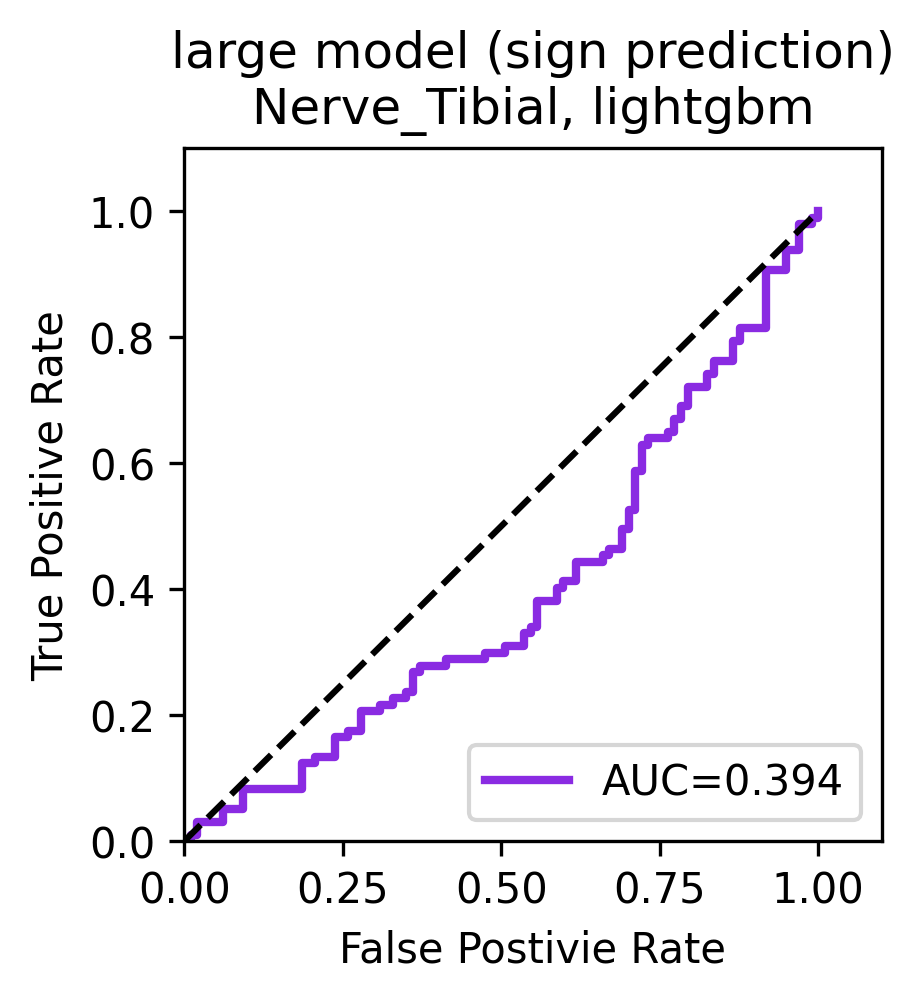 large model (sign prediction)
Nerve_Tibial, lightgbm
1.0
0.8
0.6
0.4
0.2
0.0
True Positive Rate
AUC=0.394
0.00 0.25 0.50 0.75 1.00
False Postivie Rate